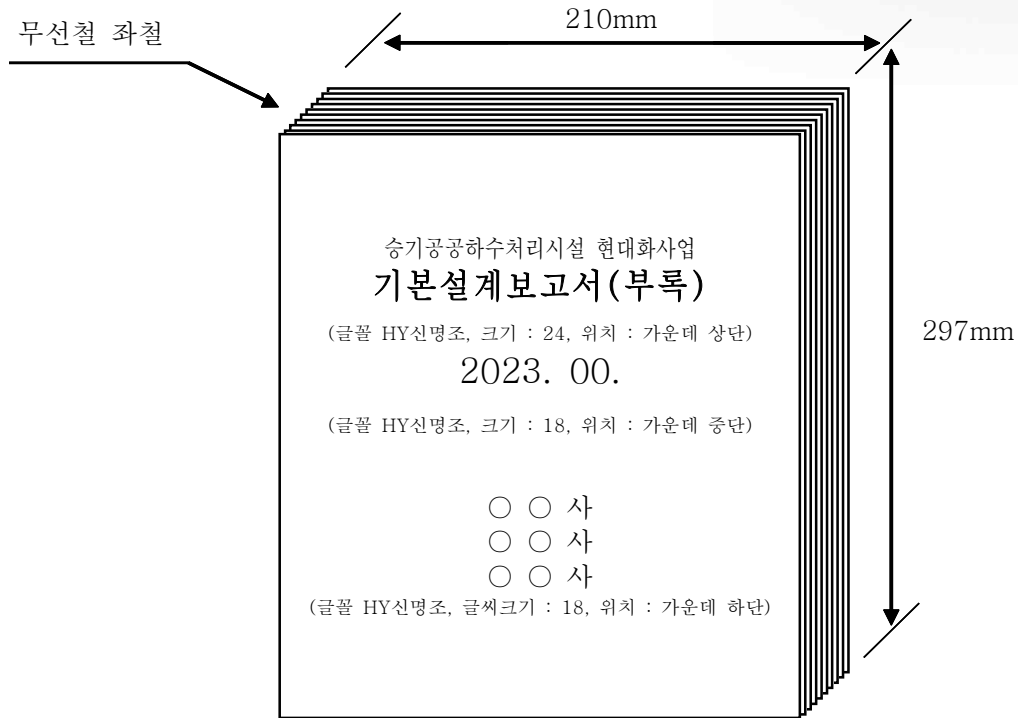 210mm
무선철 좌철
승기공공하수처리시설 현대화사업
기본설계보고서(부록)
(글꼴 HY신명조, 크기 : 24, 위치 : 가운데 상단)
297mm
2023. 00.
(글꼴 HY신명조, 크기 : 18, 위치 : 가운데 중단)
○ ○ 사
○ ○ 사
○ ○ 사
(글꼴 HY신명조, 글씨크기 : 18, 위치 : 가운데 하단)